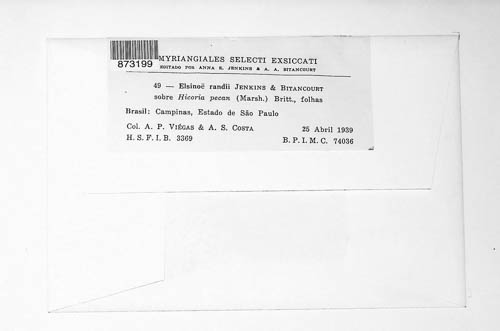 873199
MYRIANGIALES SELECTI EXSICCATI
EDITADO POR ANNA E. JENKINS & A. A. BITANCOURT
49 — Elsinoë randii JENKINS & BITANCOURT
sobre Hicoria pecan (Marsh.) Britt., folhas
Brasil: Campinas, Estado de São Paulo
Col. A. P. VIÉGAS & A. S. COSTA 25 Abril 1939
H. S. F. I. B. 3369 B. P. I. M. C. 74036